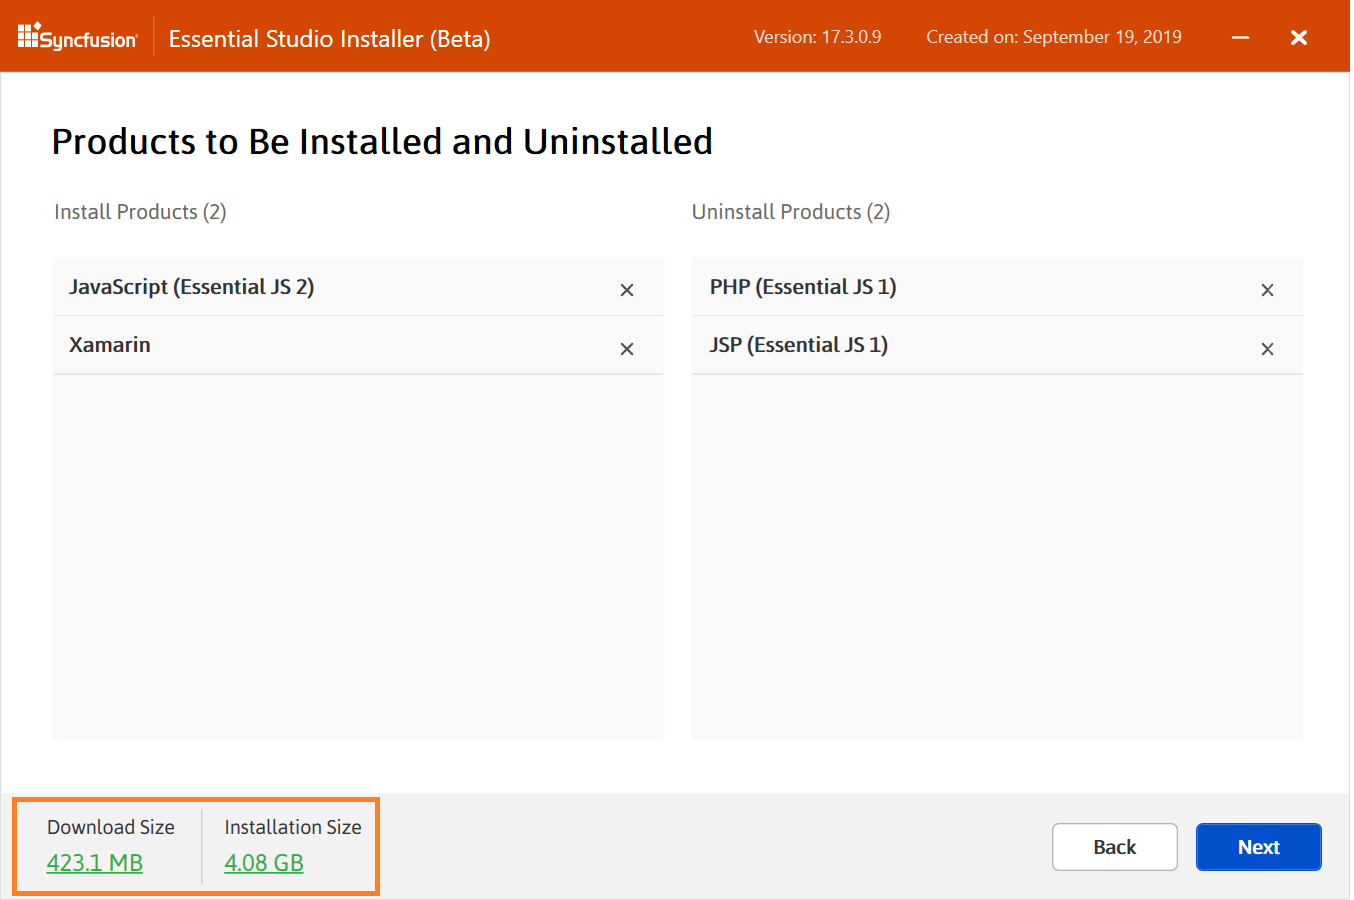 Syncfusion
Essential Studio Installer (Beta)
Version: 17.3.0.9
Created on: September 19, 2019
Products to Be Installed and Uninstalled
Install Products (2)
JavaScript (Essential JS 2)
Xamarin
Uninstall Products (2)
PHP (Essential JS 1)
JSP (Essential JS 1)
Download Size
423.1 MB
Installation Size
4.08 GB
Back
Next